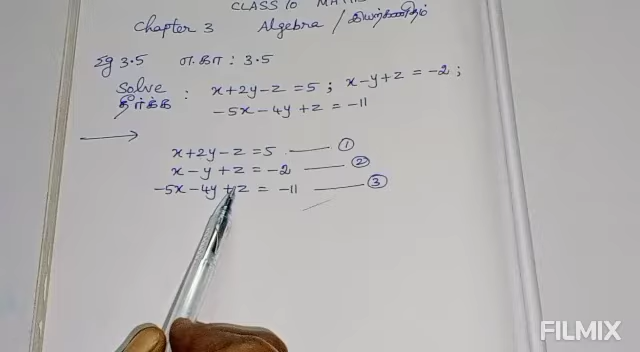 CLASS 10 MATHS
Chapter 3 Algebra / இயற்கணிதம்
Eg 3.5 எ.கா : 3.5
Solve : x+2y-z = 5 ; x-y+z = -2 ;
தீர்க்க -5x-4y+z = -11
x+2y-z = 5 —— ①
x-y+z = -2 —— ②
-5x-4y+z = -11 —— ③
FILMIX